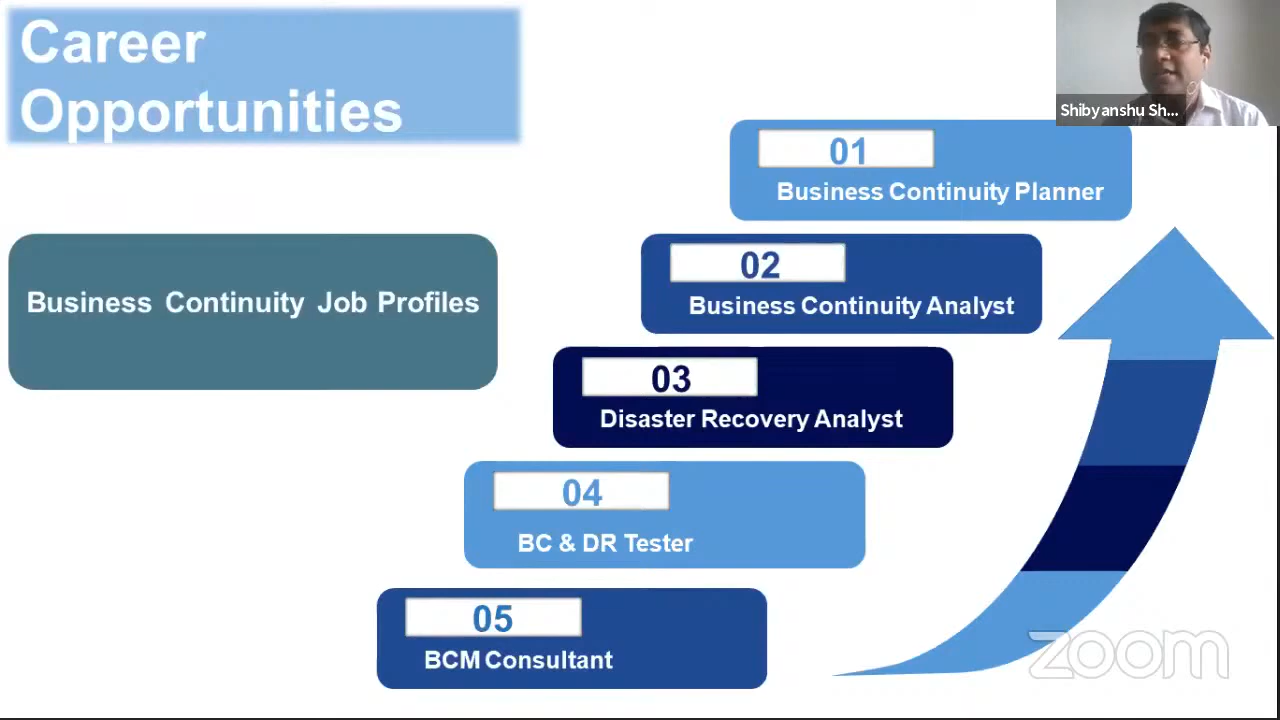 Career
Opportunities
Shibyanshu Sh...
01
Business Continuity Planner
Business Continuity Job Profiles
02
Business Continuity Analyst
03
Disaster Recovery Analyst
04
BC & DR Tester
05
BCM Consultant
zoom